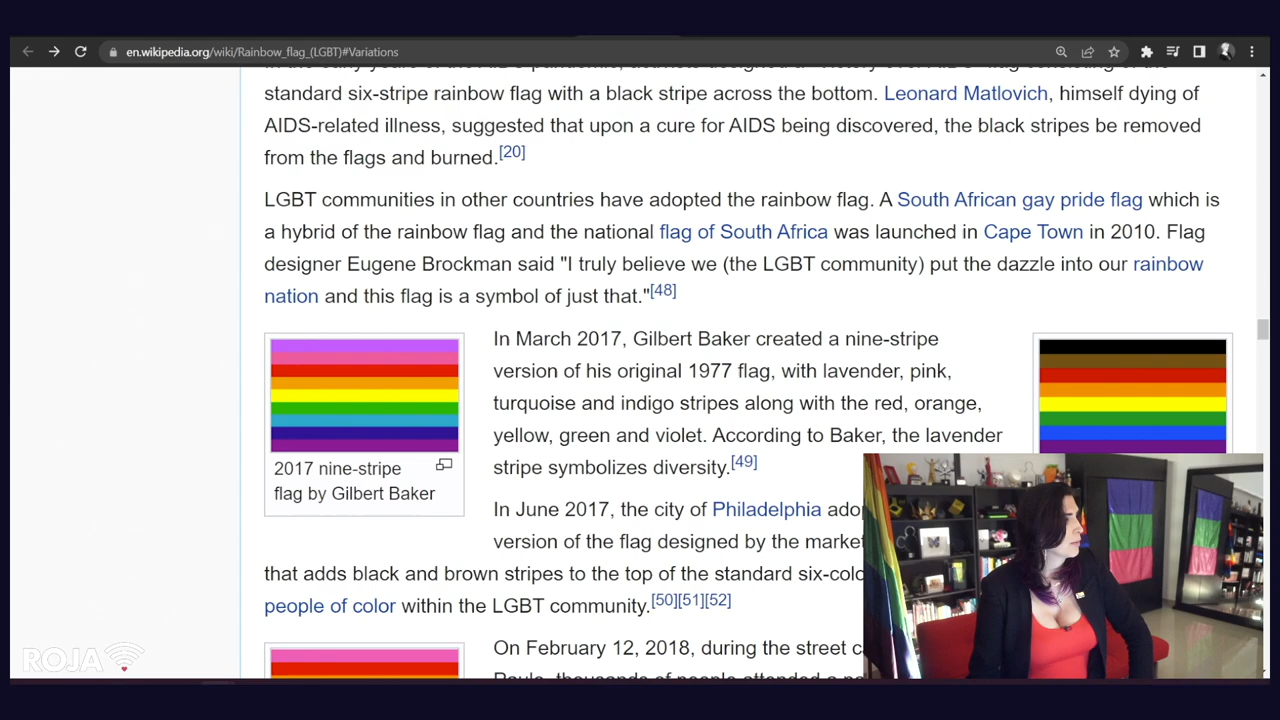 en.wikipedia.org/wiki/Rainbow_flag_(LGBT)#Variations
standard six-stripe rainbow flag with a black stripe across the bottom. Leonard Matlovich, himself dying of
AIDS-related illness, suggested that upon a cure for AIDS being discovered, the black stripes be removed
from the flags and burned.[20]
LGBT communities in other countries have adopted the rainbow flag. A South African gay pride flag which is
a hybrid of the rainbow flag and the national flag of South Africa was launched in Cape Town in 2010. Flag
designer Eugene Brockman said "I truly believe we (the LGBT community) put the dazzle into our rainbow
nation and this flag is a symbol of just that."[48]
In March 2017, Gilbert Baker created a nine-stripe
version of his original 1977 flag, with lavender, pink,
turquoise and indigo stripes along with the red, orange,
yellow, green and violet. According to Baker, the lavender
stripe symbolizes diversity.[49]
2017 nine-stripe
flag by Gilbert Baker
In June 2017, the city of Philadelphia adop
version of the flag designed by the market
that adds black and brown stripes to the top of the standard six-colo
people of color within the LGBT community.[50][51][52]
On February 12, 2018, during the street c
ROJA